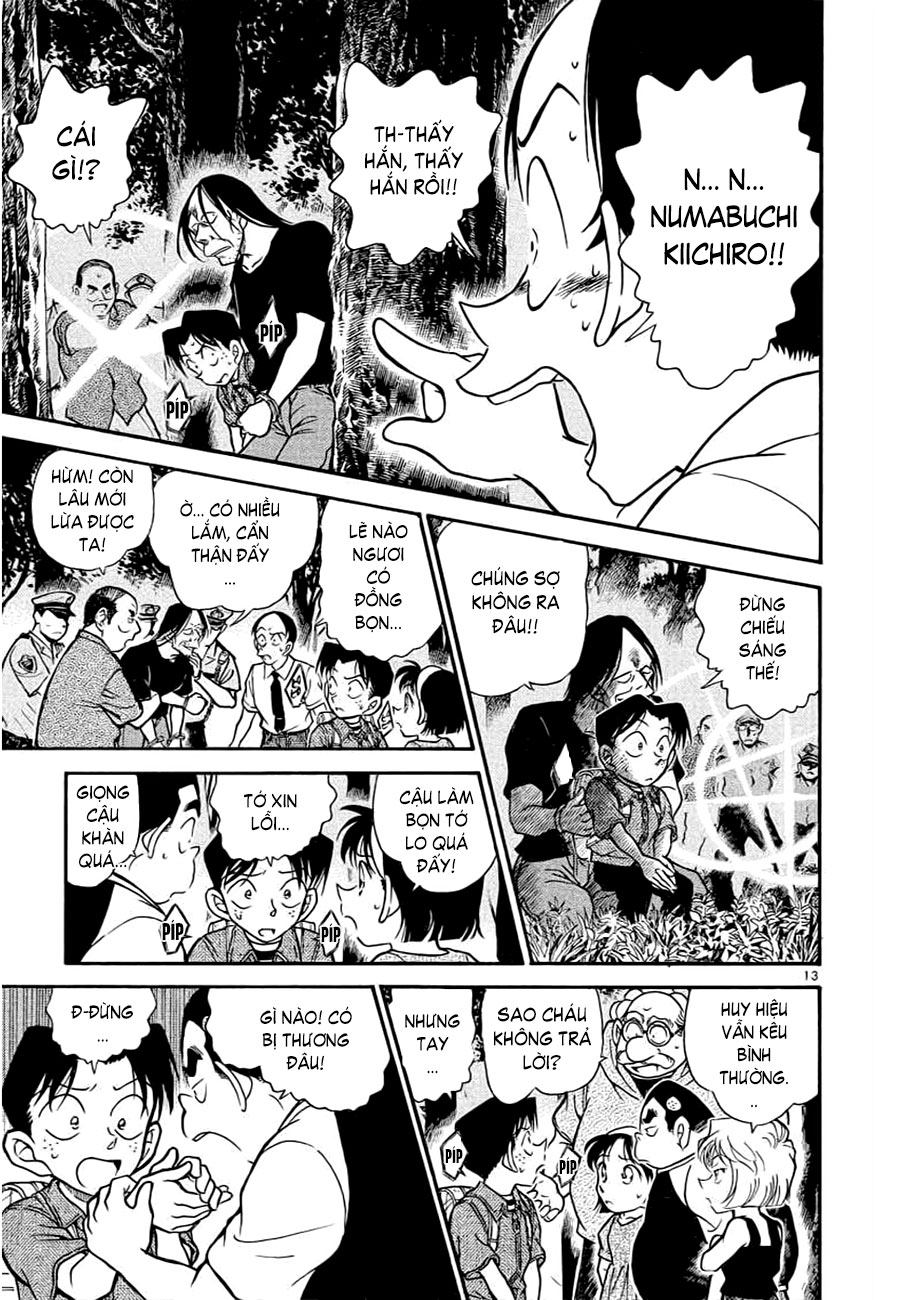 N... N...
NUMABUCHI
KIICHIRO!!
TH-THẤY
HẮN, THẤY
HẮN RỒI!!
CÁI
GÌ!?
PÍP
PÍP
ĐỪNG
CHIẾU
SÁNG
THẾ!
CHÚNG SỢ
KHÔNG RA
ĐÂU!!
LẼ NÀO
NGƯƠI
CÓ
ĐỒNG
BỌN...
Ờ... CÓ NHIỀU
LẮM, CẨN
THẬN ĐẤY
...
HỪM! CÒN
LÂU MỚI
LỪA ĐƯỢC
TA!
CẬU LÀM
BỌN TỚ
LO QUÁ
ĐẤY!
TỚ XIN
LỖI...
GIỌNG
CẬU
KHÀN
QUÁ...
PÍP
PÍP
13
HUY HIỆU
VẪN KÊU
BÌNH
THƯỜNG.
..
SAO CHÁU
KHÔNG TRẢ
LỜI?
NHƯNG
TAY
...
PÍP
PÍP
GÌ NÀO! CÓ
BỊ THƯƠNG
ĐÂU!
Đ-ĐỪNG
...